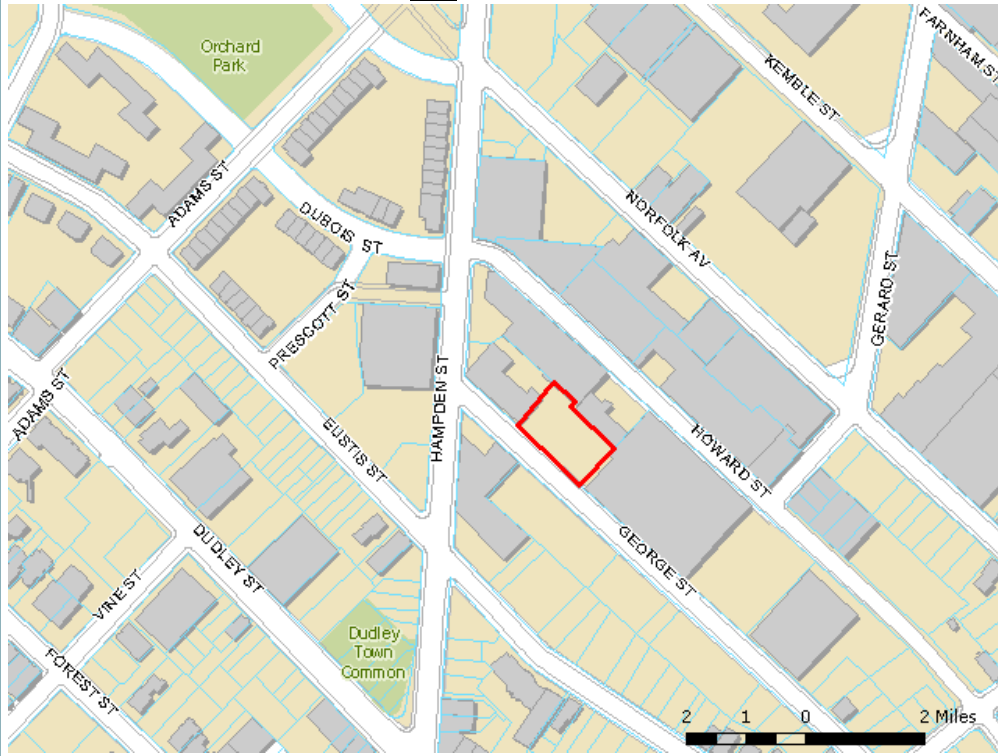 FARNHAM ST
Orchard
Park
KEMBLE ST
ADAMS ST
NORFOLK AV
DUBOIS ST
GERARD ST
PRESCOTT ST
HAMPDEN ST
ADAMS ST
EUSTIS ST
HOWARD ST
DUDLEY ST
GEORGE ST
VINE ST
Dudley
Town
Common
FOREST ST
2 1 0 2 Miles